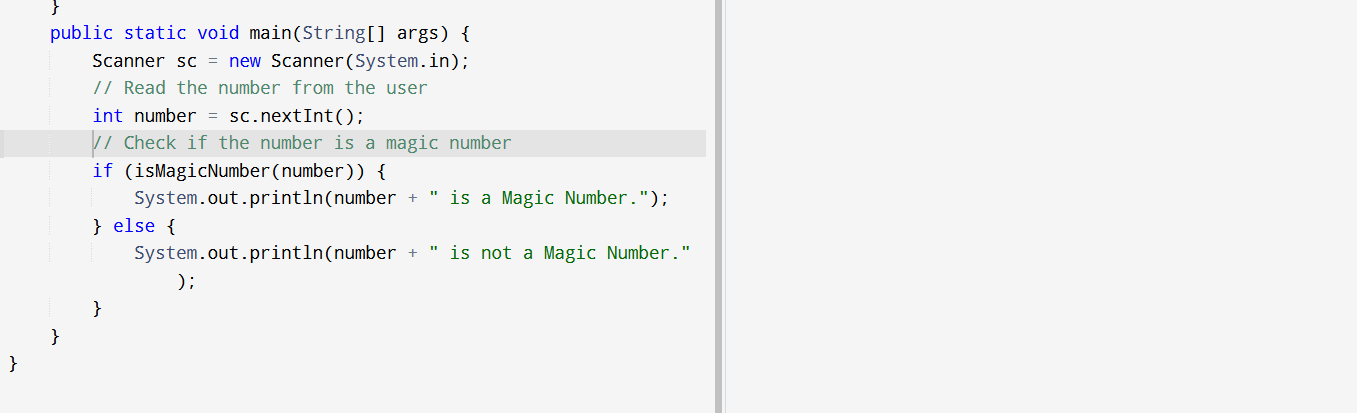 }
public static void main(String[] args) {
Scanner sc = new Scanner(System.in);
// Read the number from the user
int number = sc.nextInt();
// Check if the number is a magic number
if (isMagicNumber(number)) {
System.out.println(number + " is a Magic Number.");
} else {
System.out.println(number + " is not a Magic Number."
);
}
}
}